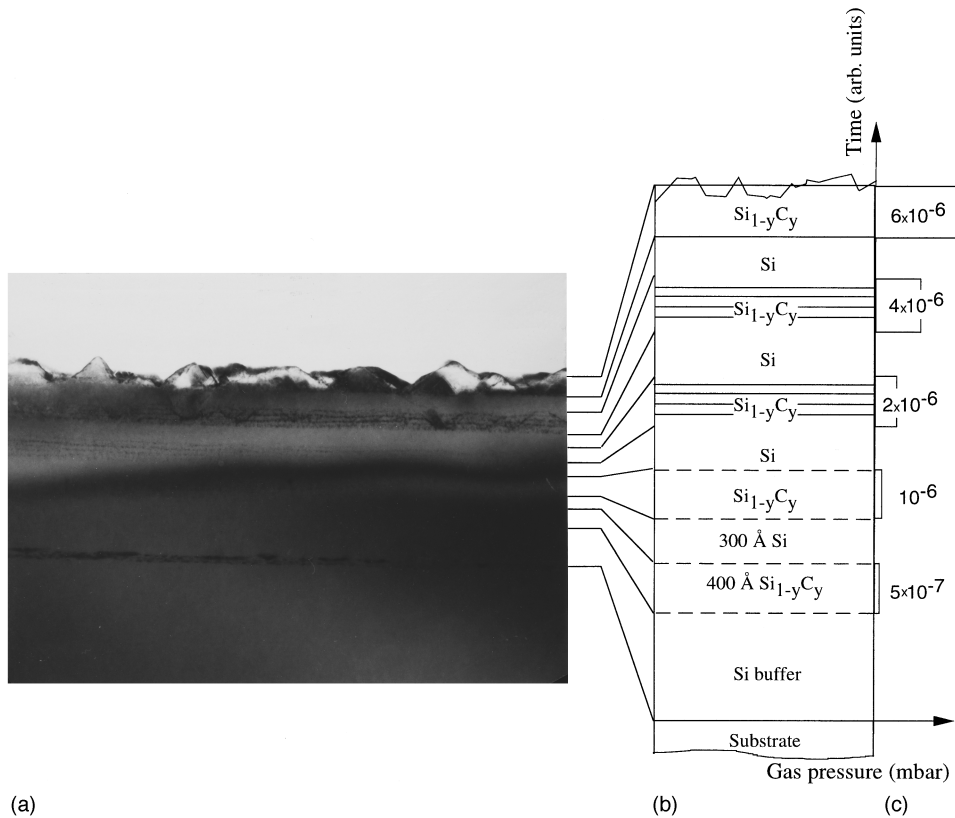 Time (arb. units)
Si1-yCy
6x10-6
Si
4x10-6
Si1-yCy
Si
2x10-6
Si1-yCy
Si
Si1-yCy
10-6
300 Å Si
400 Å Si1-yCy
5x10-7
Si buffer
Substrate
Gas pressure (mbar)
(a)
(b)
(c)